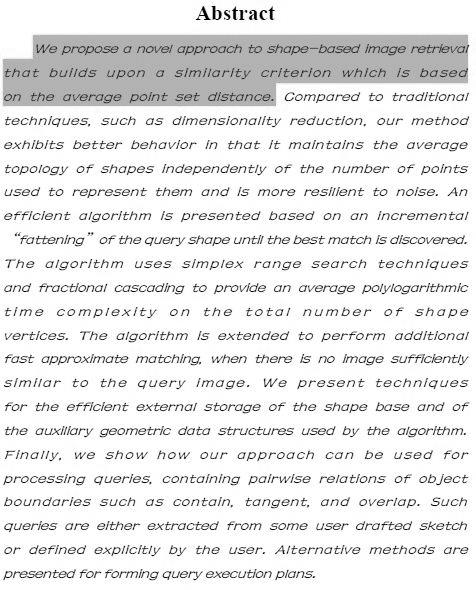 Abstract
We propose a novel approach to shape-based image retrieval
that builds upon a similarity criterion which is based
on the average point set distance. Compared to traditional
techniques, such as dimensionality reduction, our method
exhibits better behavior in that it maintains the average
topology of shapes independently of the number of points
used to represent them and is more resilient to noise. An
efficient algorithm is presented based on an incremental
“fattening” of the query shape until the best match is discovered.
The algorithm uses simplex range search techniques
and fractional cascading to provide an average polylogarithmic
time complexity on the total number of shape
vertices. The algorithm is extended to perform additional
fast approximate matching, when there is no image sufficiently
similar to the query image. We present techniques
for the efficient external storage of the shape base and of
the auxiliary geometric data structures used by the algorithm.
Finally, we show how our approach can be used for
processing queries, containing pairwise relations of object
boundaries such as contain, tangent, and overlap. Such
queries are either extracted from some user drafted sketch
or defined explicitly by the user. Alternative methods are
presented for forming query execution plans.